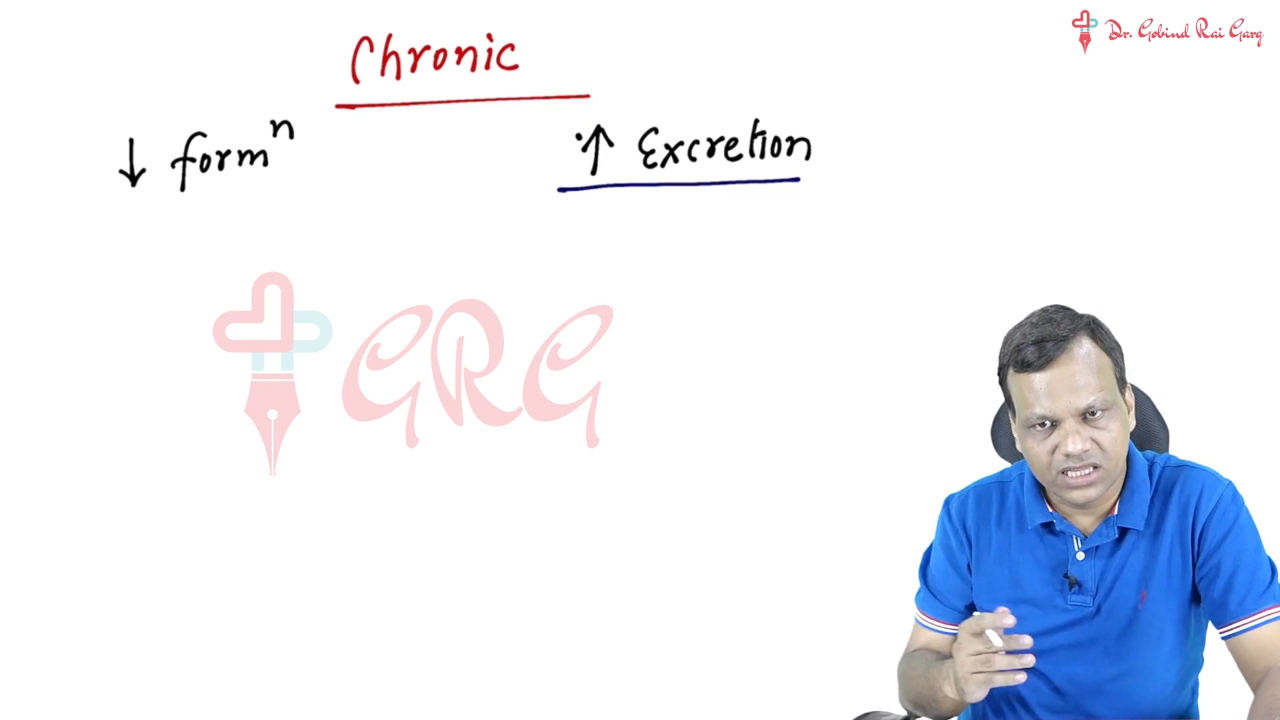 Dr. Gobind Rai Garg
Chronic
↓ formⁿ
↑ Excretion
GRG